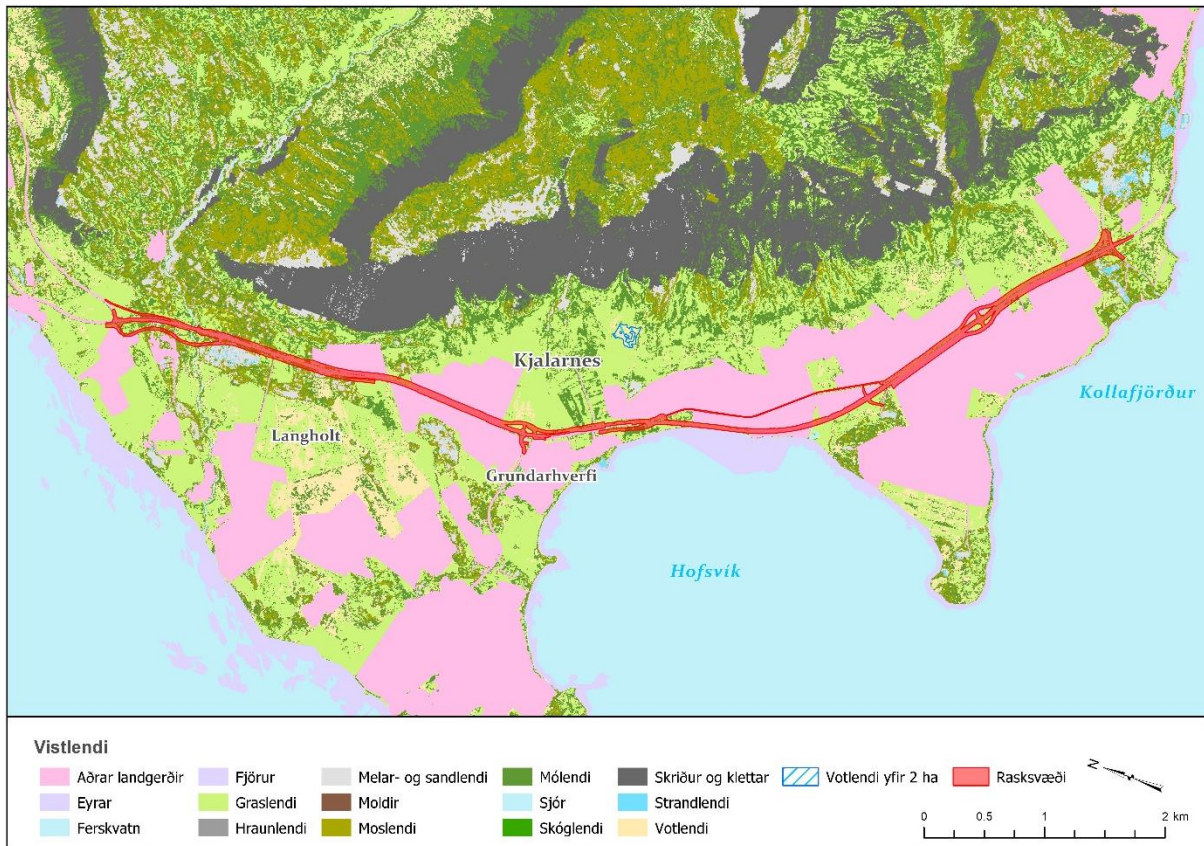 Kjalarnes
Kollafjörður
Langholt
Grundarhverfi
Hofsvík
Vistlendi
Aðrar landgerðir
Eyrar
Ferskvatn
Fjörur
Graslendi
Hraunlendi
Melar- og sandlendi
Moldir
Moslendi
Mólendi
Sjór
Skóglendi
Skriður og klettar
Strandlendi
Votlendi
Votlendi yfir 2 ha
Rasksvæði
N
0 0.5 1 2 km